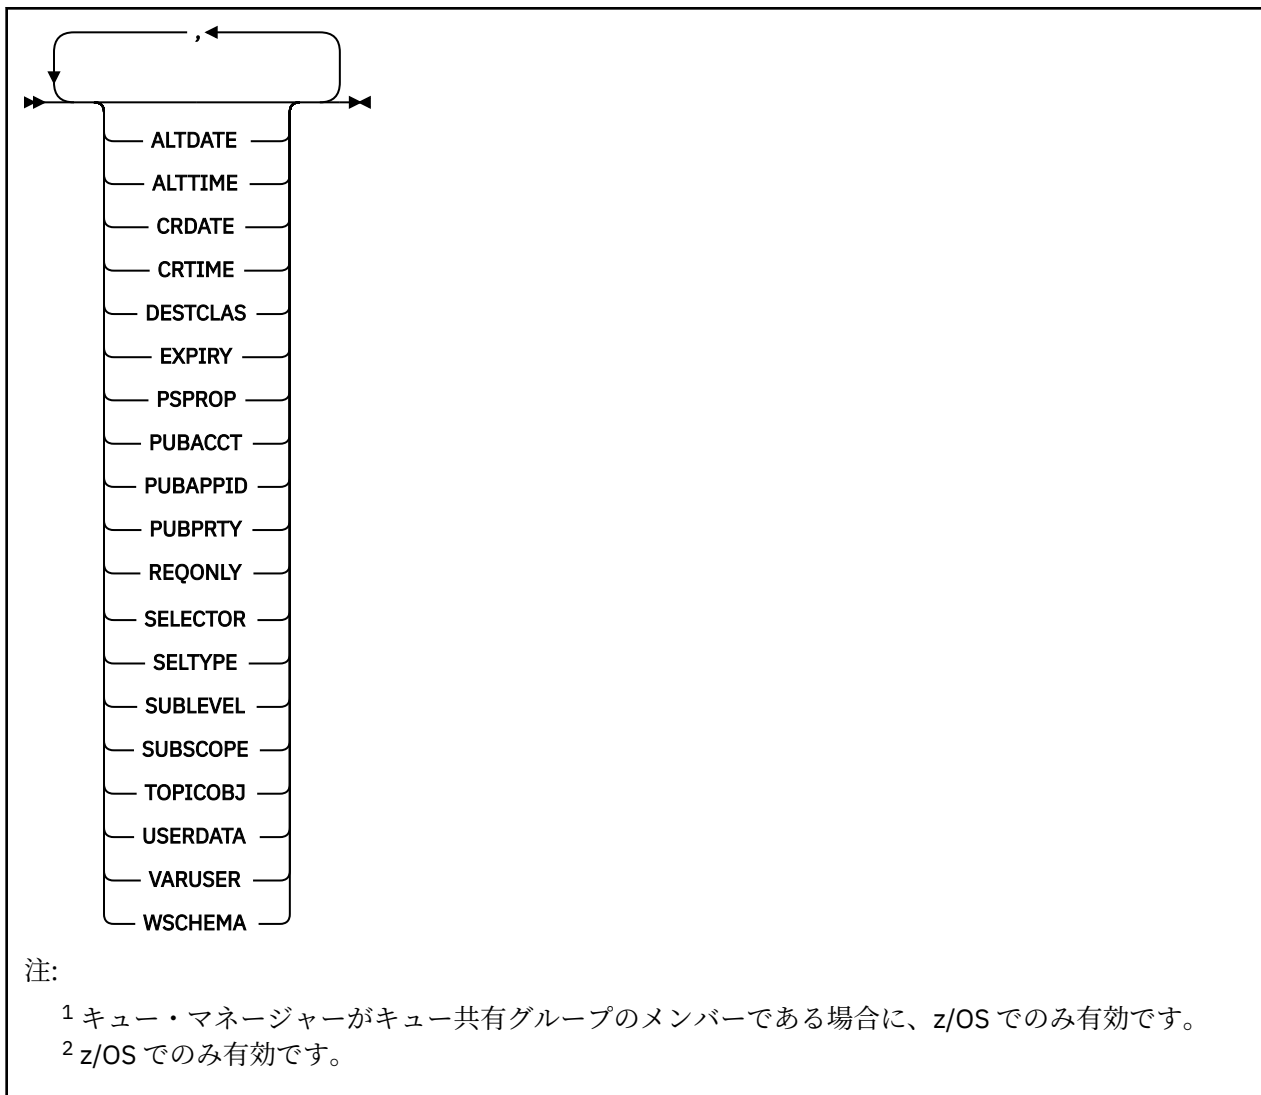 ,
ALTDATE
ALTTIME
CRDATE
CRTIME
DESTCLAS
EXPIRY
PSPROP
PUBACCT
PUBAPPID
PUBPRTY
REQONLY
SELECTOR
SELTYPE
SUBLEVEL
SUBSCOPE
TOPICOBJ
USERDATA
VARUSER
WSCHEMA
注:
1 キュー・マネージャーがキュー共有グループのメンバーである場合に、z/OS でのみ有効です。
2 z/OS でのみ有効です。